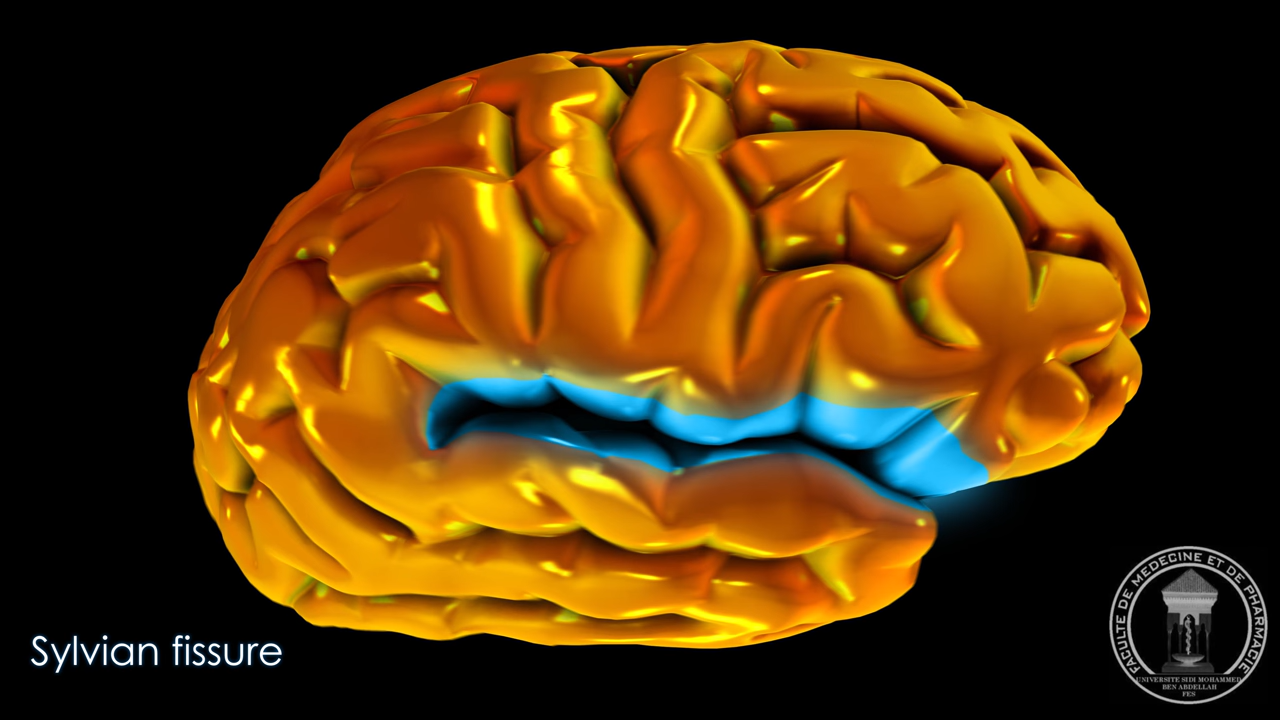 Sylvian fissure
FACULTE DE MEDECINE ET DE PHARMACIE
UNIVERSITE SIDI MOHAMMED
BEN ABDELLAH
FES